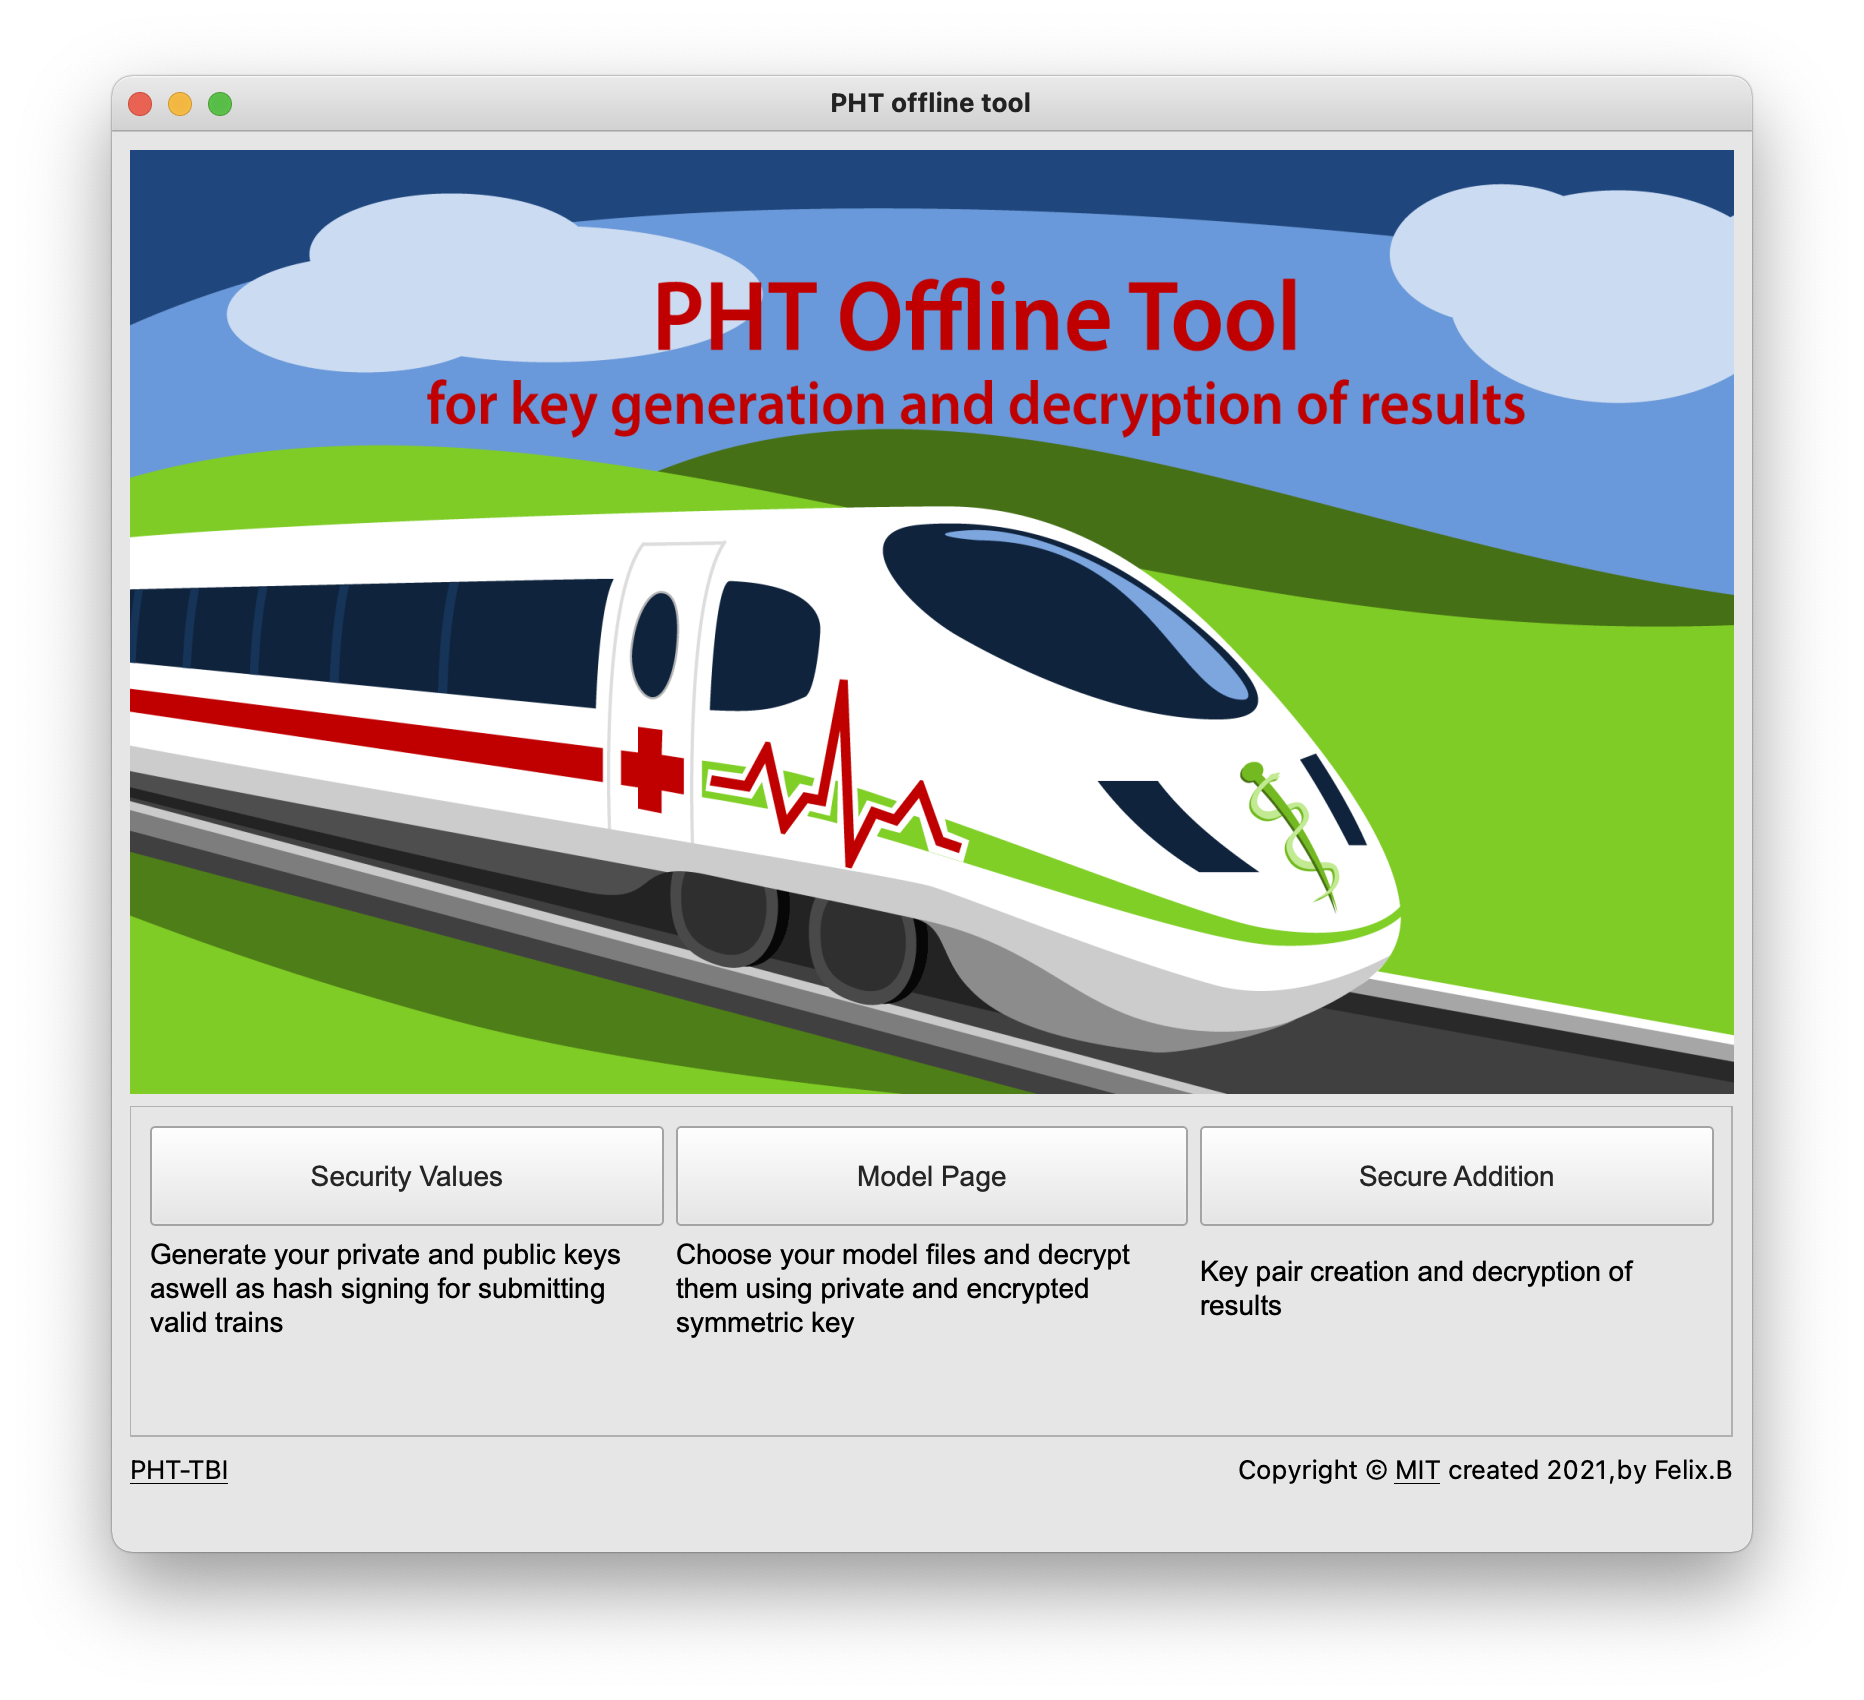 PHT offline tool
PHT Offline Tool
for key generation and decryption of results
Security Values
Model Page
Secure Addition
Generate your private and public keys
aswell as hash signing for submitting
valid trains
Choose your model files and decrypt
them using private and encrypted
symmetric key
Key pair creation and decryption of
results
PHT-TBI
Copyright © MIT created 2021,by Felix.B